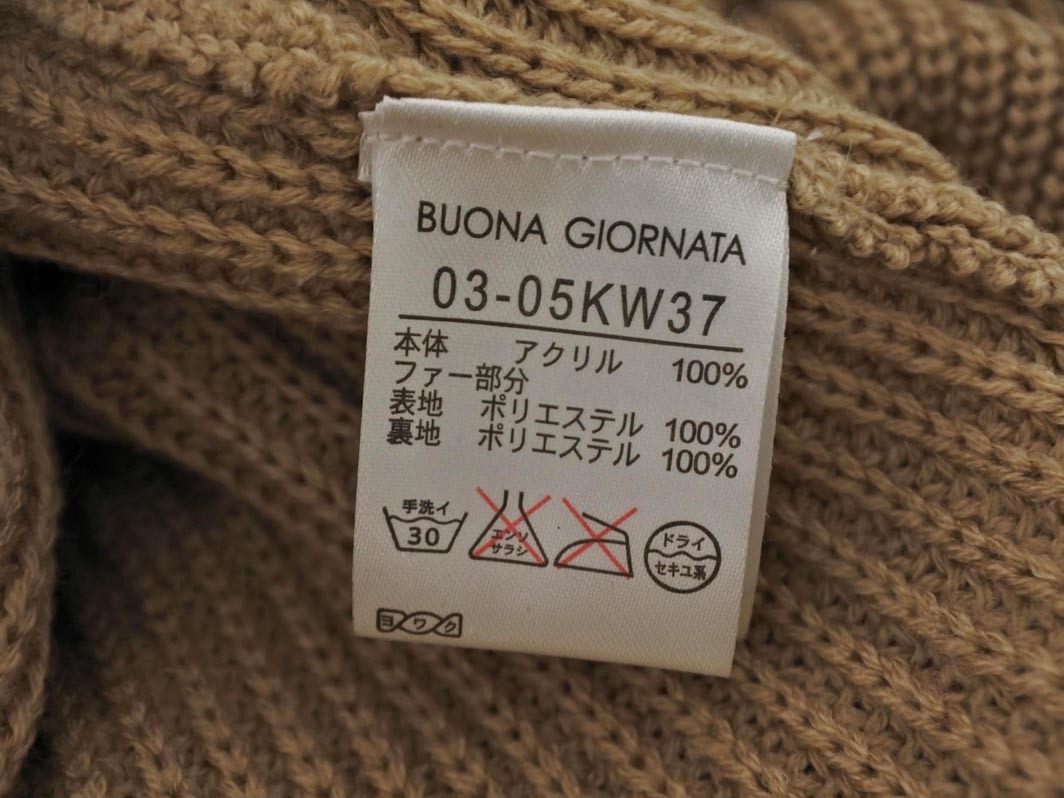 BUONA GIORNATA
03-05KW37
本体 アクリル 100%
ファー部分
表地 ポリエステル 100%
裏地 ポリエステル 100%
手洗イ
30
エンソ
サラシ
ドライ
セキユ系
ヨワク